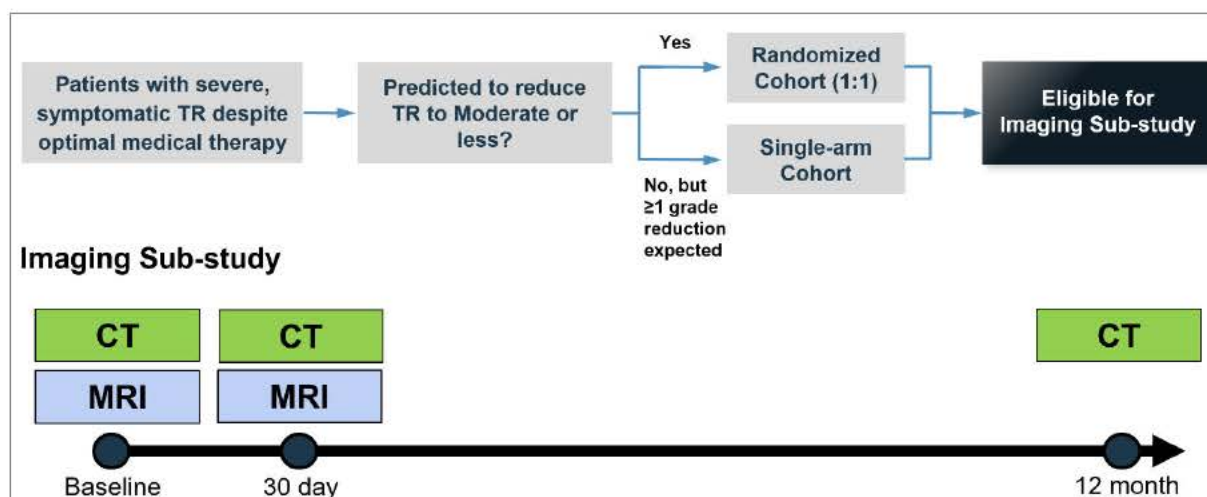 Patients with severe,
symptomatic TR despite
optimal medical therapy
Predicted to reduce
TR to Moderate or
less?
Yes
Randomized
Cohort (1:1)
No, but
≥1 grade
reduction
expected
Single-arm
Cohort
Eligible for
Imaging Sub-study
Imaging Sub-study
CT
CT
CT
MRI
MRI
Baseline
30 day
12 month